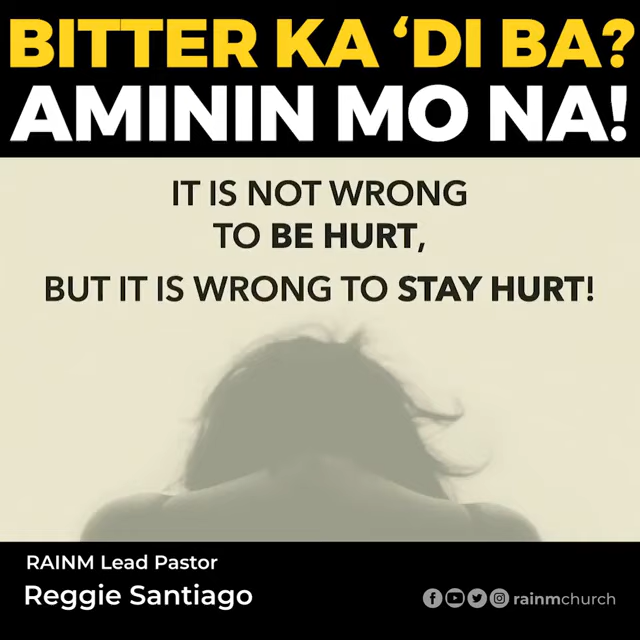 BITTER KA ‘DI BA?
AMININ MO NA!
IT IS NOT WRONG
TO BE HURT,
BUT IT IS WRONG TO STAY HURT!
RAINM Lead Pastor
Reggie Santiago
rainmchurch